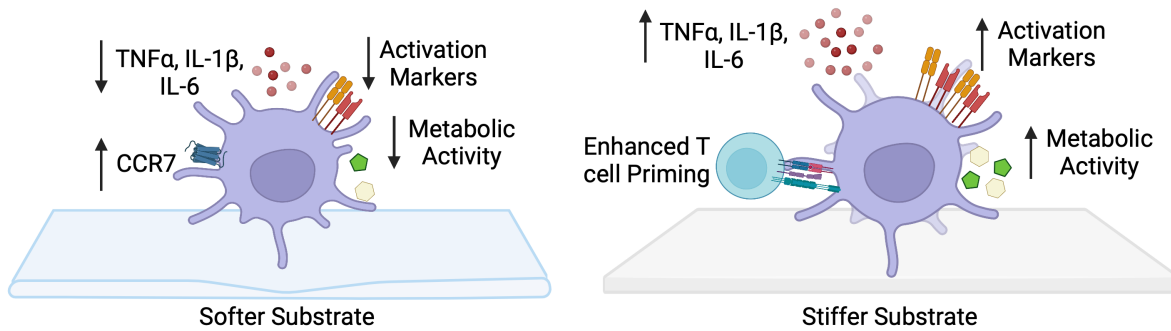 TNFα, IL-1β,
IL-6
Activation
Markers
CCR7
Metabolic
Activity
Softer Substrate
TNFα, IL-1β,
IL-6
Activation
Markers
Enhanced T
cell Priming
Metabolic
Activity
Stiffer Substrate